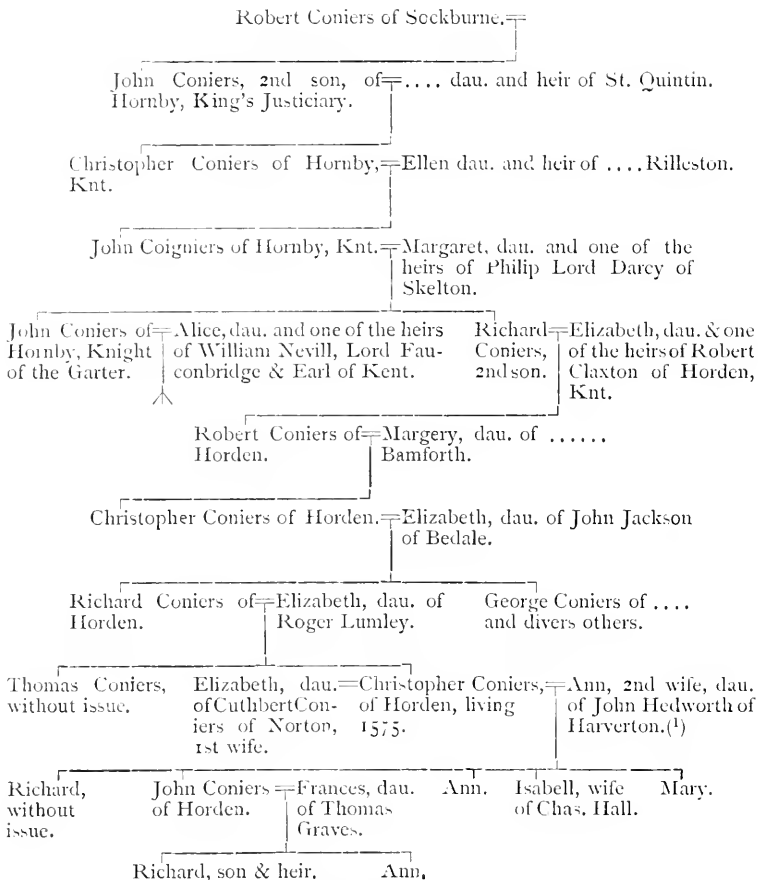 Robert Coniers of Sockburne.
John Coniers, 2nd son, of
Hornby, King's Justiciary.
.... dau. and heir of St. Quintin.
Christopher Coniers of Hornby,
Knt.
Ellen dau. and heir of .... Rilleston.
John Coigniers of Hornby, Knt.
Margaret, dau. and one of the
heirs of Philip Lord Darcy of
Skelton.
John Coniers of
Hornby, Knight
of the Garter.
Alice, dau. and one of the heirs
of William Nevill, Lord Fau-
conbridge & Earl of Kent.
Richard
Coniers,
2nd son.
Elizabeth, dau. & one
of the heirs of Robert
Claxton of Horden,
Knt.
Robert Coniers of
Horden.
Margery, dau. of ......
Bamforth.
Christopher Coniers of Horden.
Elizabeth, dau. of John Jackson
of Bedale.
Richard Coniers of
Horden.
Elizabeth, dau. of
Roger Lumley.
George Coniers of ....
and divers others.
Thomas Coniers,
without issue.
Elizabeth, dau.
of Cuthbert Con-
iers of Norton,
1st wife.
Christopher Coniers,
of Horden, living
1575.
Ann, 2nd wife, dau.
of John Hedworth of
Harverton.(1)
Richard,
without
issue.
John Coniers
of Horden.
Frances, dau.
of Thomas
Graves.
Ann.
Isabell, wife
of Chas. Hall.
Mary.
Richard, son & heir.
Ann.